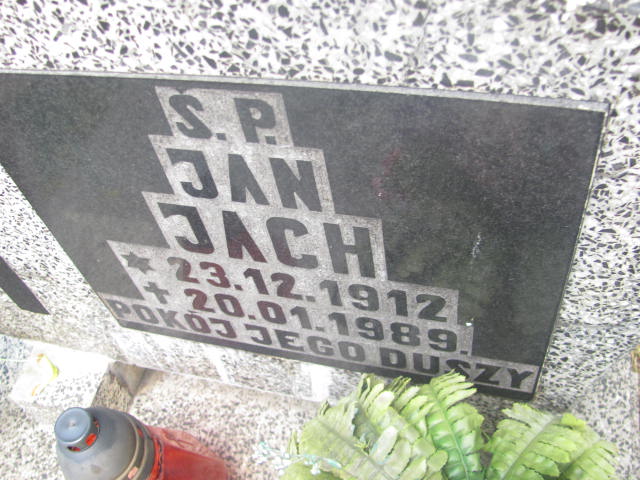 Ś. P.
JAN
JACH
* 23.12.1912
+ 20.01.1989.
POKÓJ JEGO DUSZY